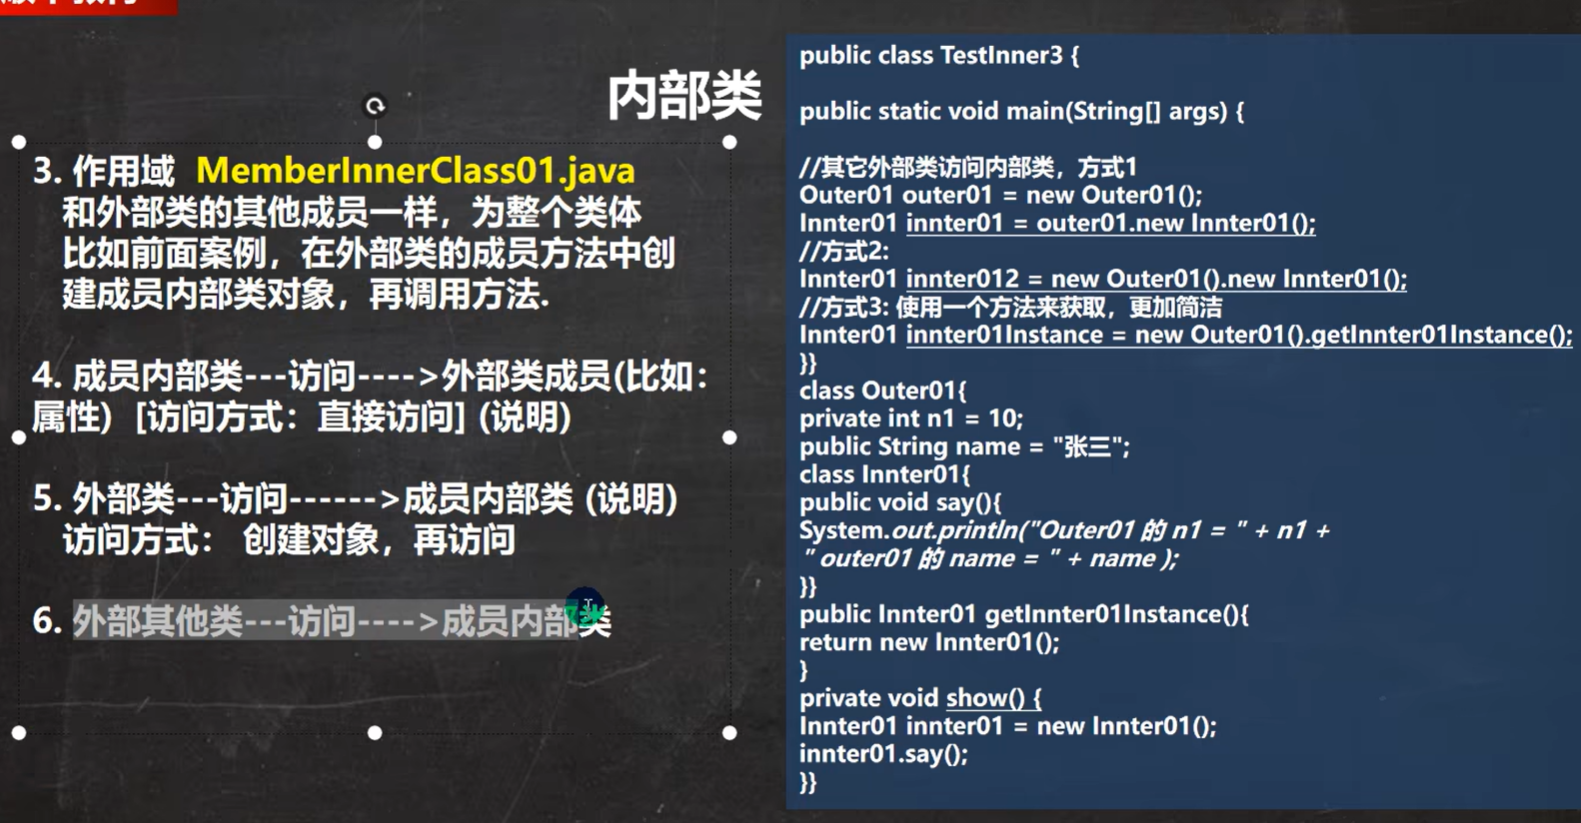 内部类
3. 作用域 MemberInnerClass01.java
和外部类的其他成员一样，为整个类体
比如前面案例，在外部类的成员方法中创
建成员内部类对象，再调用方法.
4. 成员内部类---访问---->外部类成员(比如：
属性) [访问方式：直接访问] (说明)
5. 外部类---访问------>成员内部类 (说明)
访问方式： 创建对象，再访问
6. 外部其他类---访问---->成员内部类
public class TestInner3 {
public static void main(String[] args) {
//其它外部类访问内部类，方式1
Outer01 outer01 = new Outer01();
Innter01 innter01 = outer01.new Innter01();
//方式2:
Innter01 innter012 = new Outer01().new Innter01();
//方式3: 使用一个方法来获取，更加简洁
Innter01 innter01Instance = new Outer01().getInnter01Instance();
}}
class Outer01{
private int n1 = 10;
public String name = "张三";
class Innter01{
public void say(){
System.out.println("Outer01 的 n1 = " + n1 +
" outer01 的 name = " + name );
}}
public Innter01 getInnter01Instance(){
return new Innter01();
}
private void show() {
Innter01 innter01 = new Innter01();
innter01.say();
}}